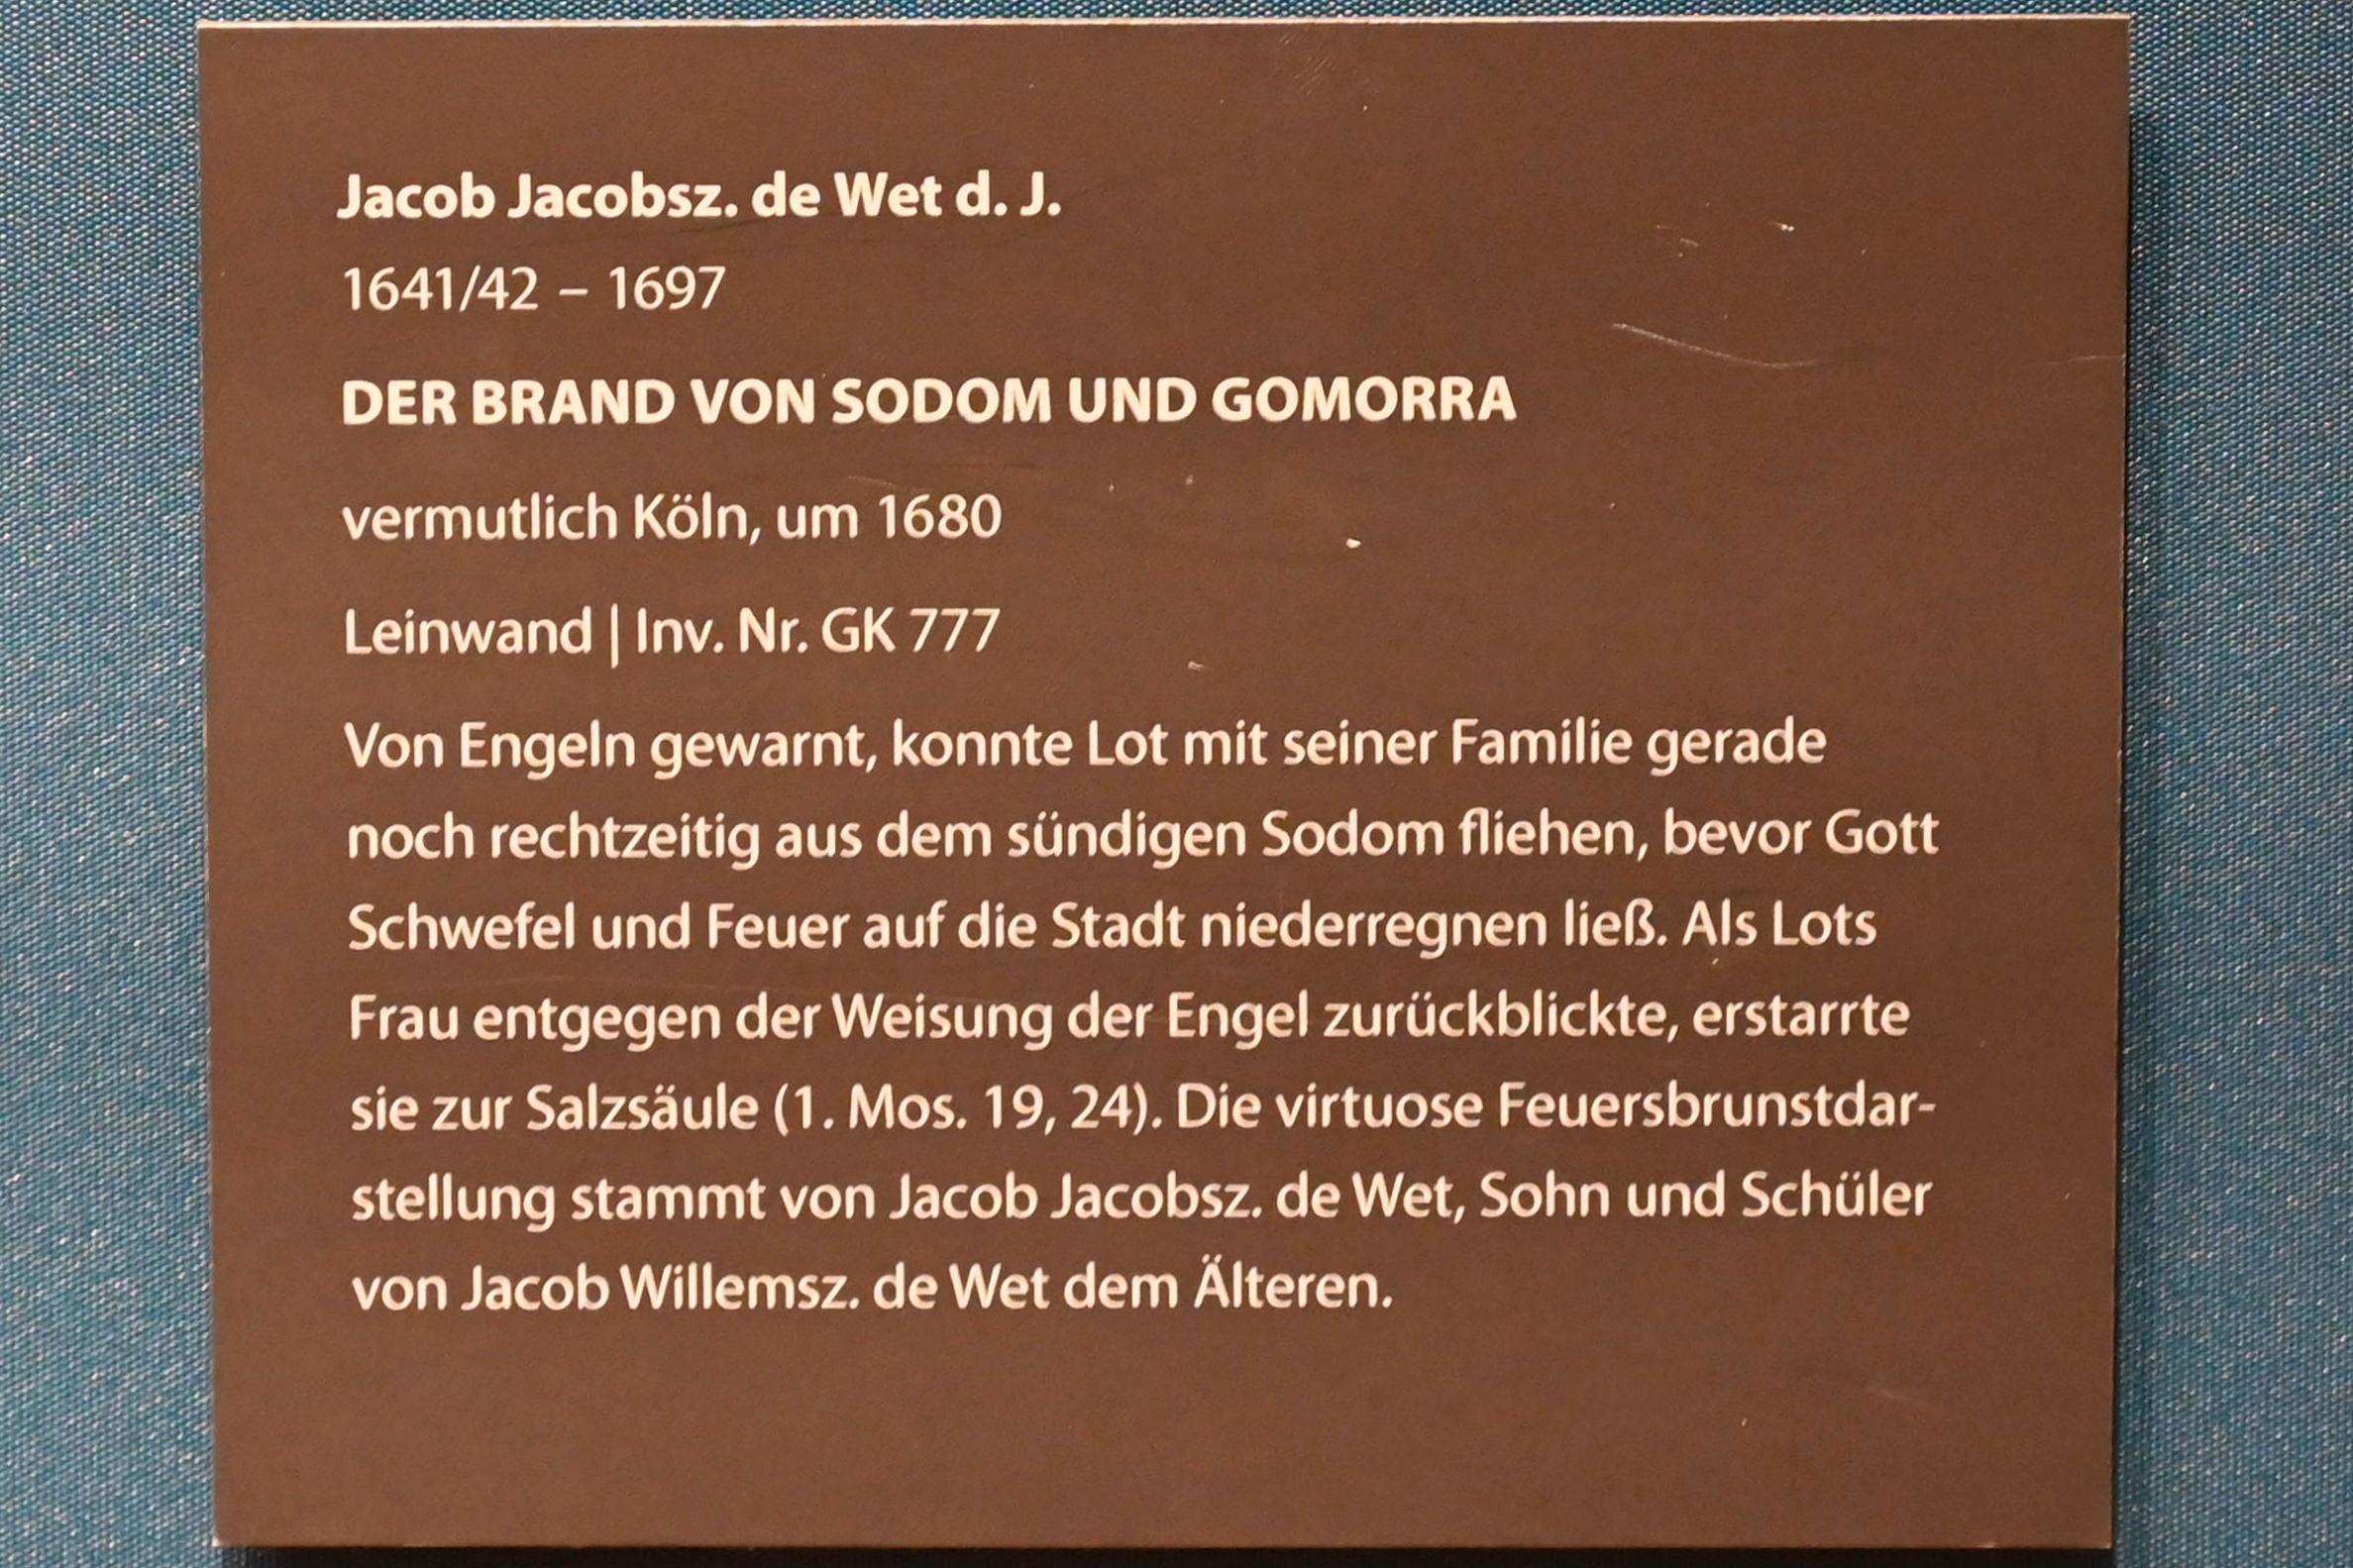 Jacob Jacobsz. de Wet d. J.
1641/42 – 1697
DER BRAND VON SODOM UND GOMORRA
vermutlich Köln, um 1680
Leinwand | Inv. Nr. GK 777
Von Engeln gewarnt, konnte Lot mit seiner Familie gerade
noch rechtzeitig aus dem sündigen Sodom fliehen, bevor Gott
Schwefel und Feuer auf die Stadt niederregnen ließ. Als Lots
Frau entgegen der Weisung der Engel zurückblickte, erstarrte
sie zur Salzsäule (1. Mos. 19, 24). Die virtuose Feuersbrunstdar-
stellung stammt von Jacob Jacobsz. de Wet, Sohn und Schüler
von Jacob Willemsz. de Wet dem Älteren.